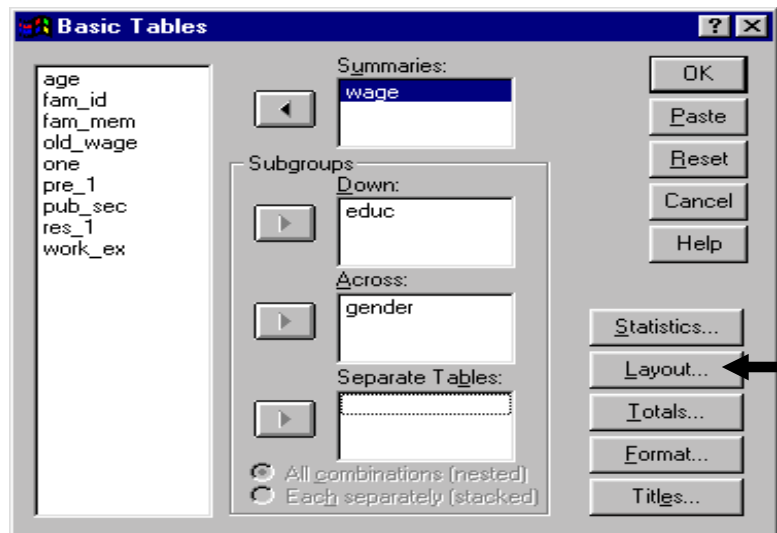 Basic Tables
age
fam_id
fam_mem
old_wage
one
pre_1
pub_sec
res_1
work_ex
Summaries:
wage
Subgroups
Down:
educ
Across:
gender
Separate Tables:
All combinations (nested)
Each separately (stacked)
OK
Paste
Reset
Cancel
Help
Statistics...
Layout...
Totals...
Format...
Titles...